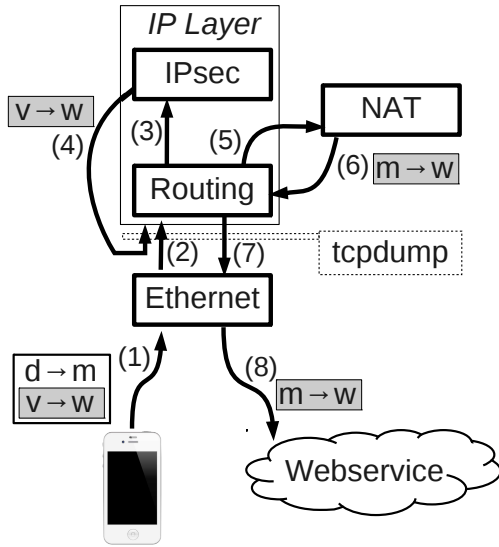 IP Layer
IPsec
v → w
(4)
(3)
(5)
NAT
(6)
m → w
Routing
(2)
(7)
tcpdump
Ethernet
(1)
(8)
d → m
v → w
m → w
Webservice